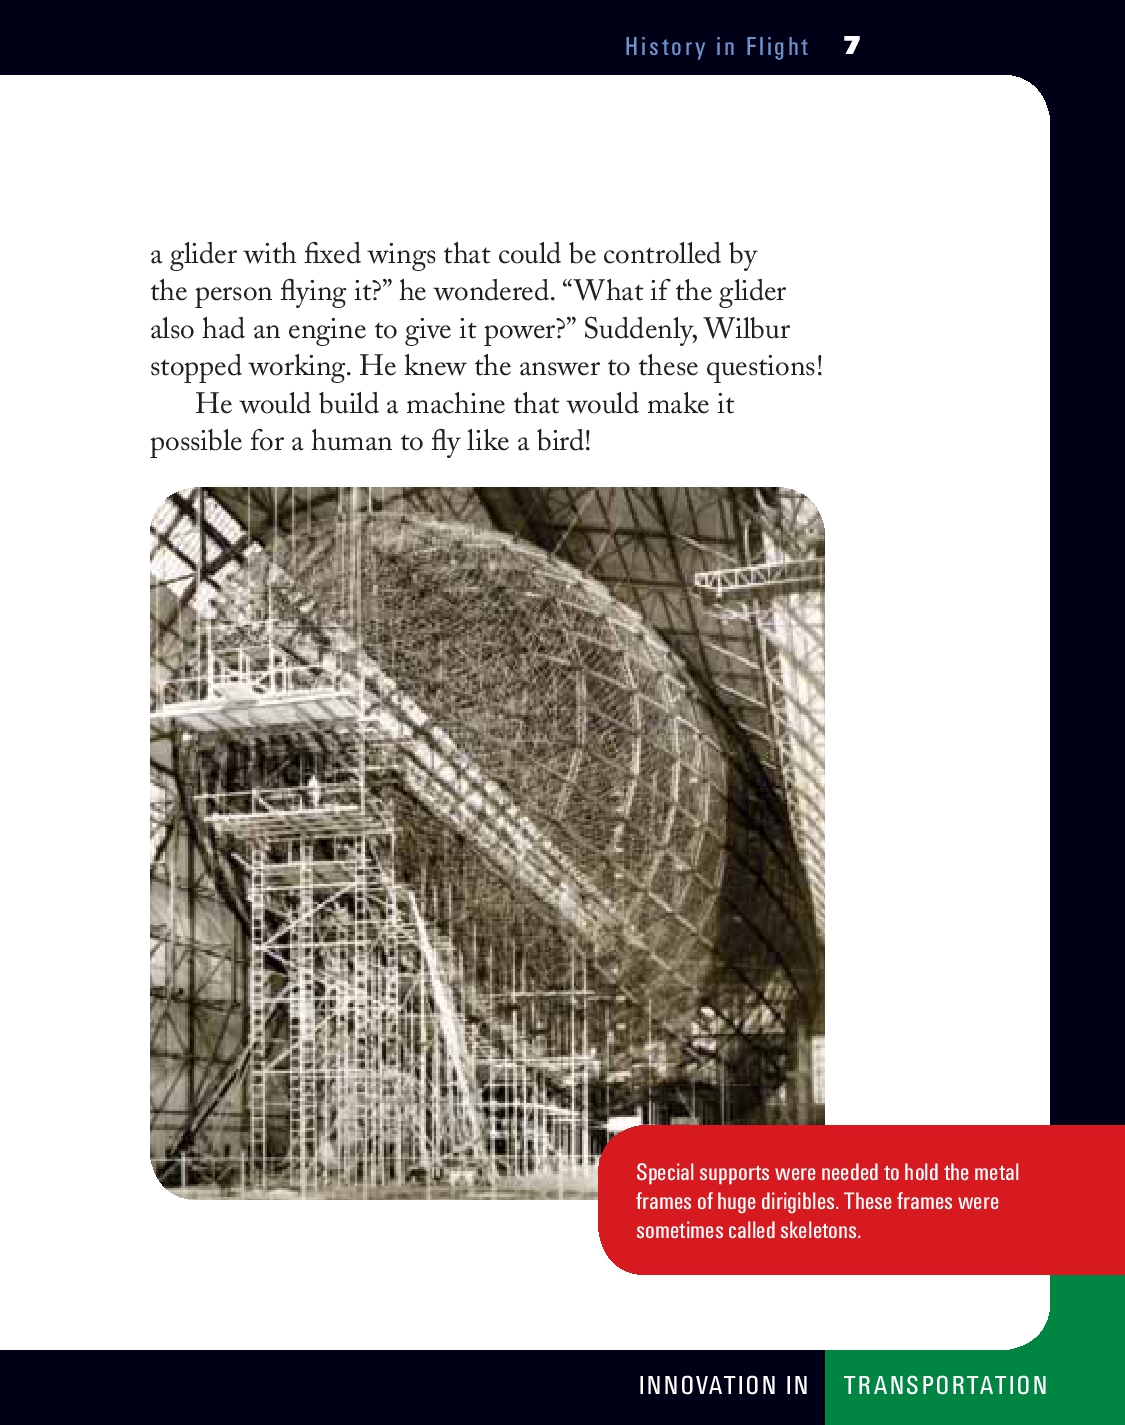 History in Flight 7
a glider with fixed wings that could be controlled by
the person flying it?” he wondered. “What if the glider
also had an engine to give it power?” Suddenly, Wilbur
stopped working. He knew the answer to these questions!
He would build a machine that would make it
possible for a human to fly like a bird!
Special supports were needed to hold the metal
frames of huge dirigibles. These frames were
sometimes called skeletons.
INNOVATION IN TRANSPORTATION